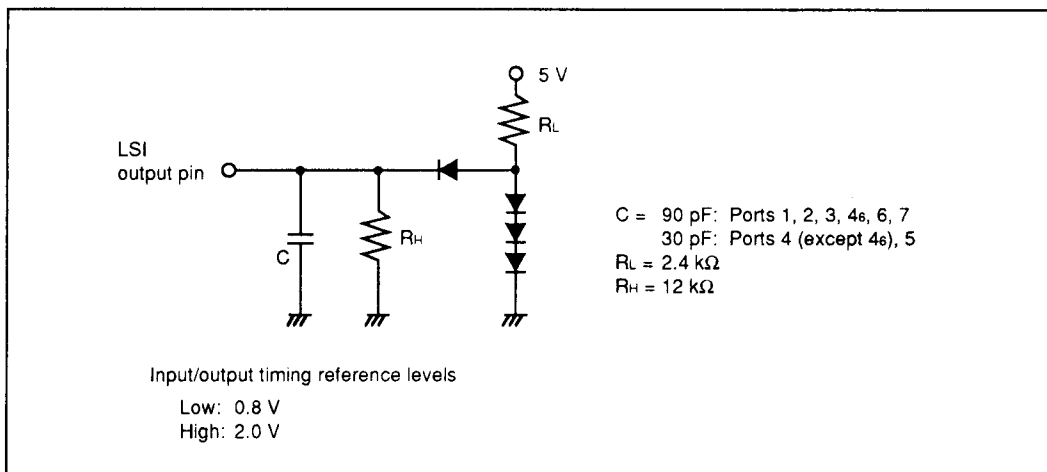 5 V
RL
LSI
output pin
RH
C
C = 90 pF: Ports 1, 2, 3, 46, 6, 7
30 pF: Ports 4 (except 46), 5
RL = 2.4 kΩ
RH = 12 kΩ
Input/output timing reference levels
Low: 0.8 V
High: 2.0 V